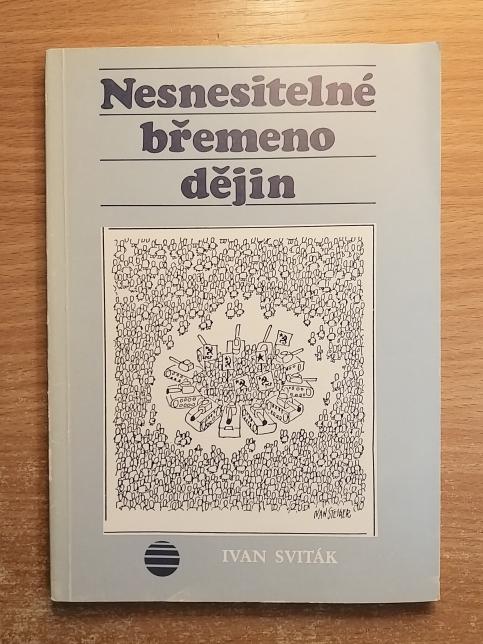 Nesnesitelné
břemeno
dějin
IVAN SVITÁK